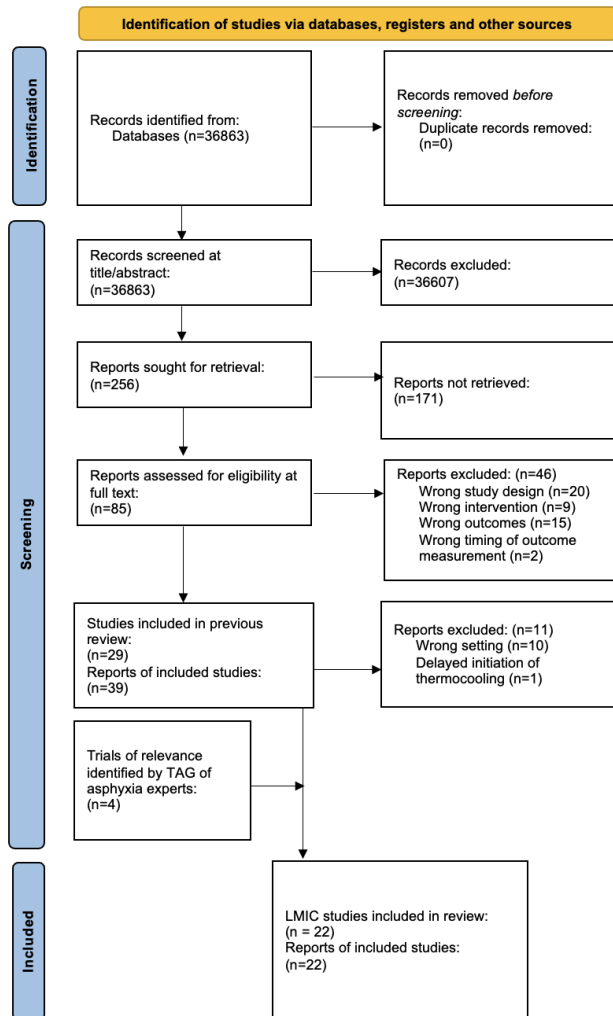 Identification of studies via databases, registers and other sources
Identification
Records identified from:
Databases (n=36863)
Records removed before
screening:
Duplicate records removed:
(n=0)
Screening
Records screened at
title/abstract:
(n=36863)
Records excluded:
(n=36607)
Reports sought for retrieval:
(n=256)
Reports not retrieved:
(n=171)
Reports assessed for eligibility at
full text:
(n=85)
Reports excluded: (n=46)
Wrong study design (n=20)
Wrong intervention (n=9)
Wrong outcomes (n=15)
Wrong timing of outcome
measurement (n=2)
Studies included in previous
review:
(n=29)
Reports of included studies:
(n=39)
Reports excluded: (n=11)
Wrong setting (n=10)
Delayed initiation of
thermocooling (n=1)
Trials of relevance
identified by TAG of
asphyxia experts:
(n=4)
Included
LMIC studies included in review:
(n = 22)
Reports of included studies:
(n=22)